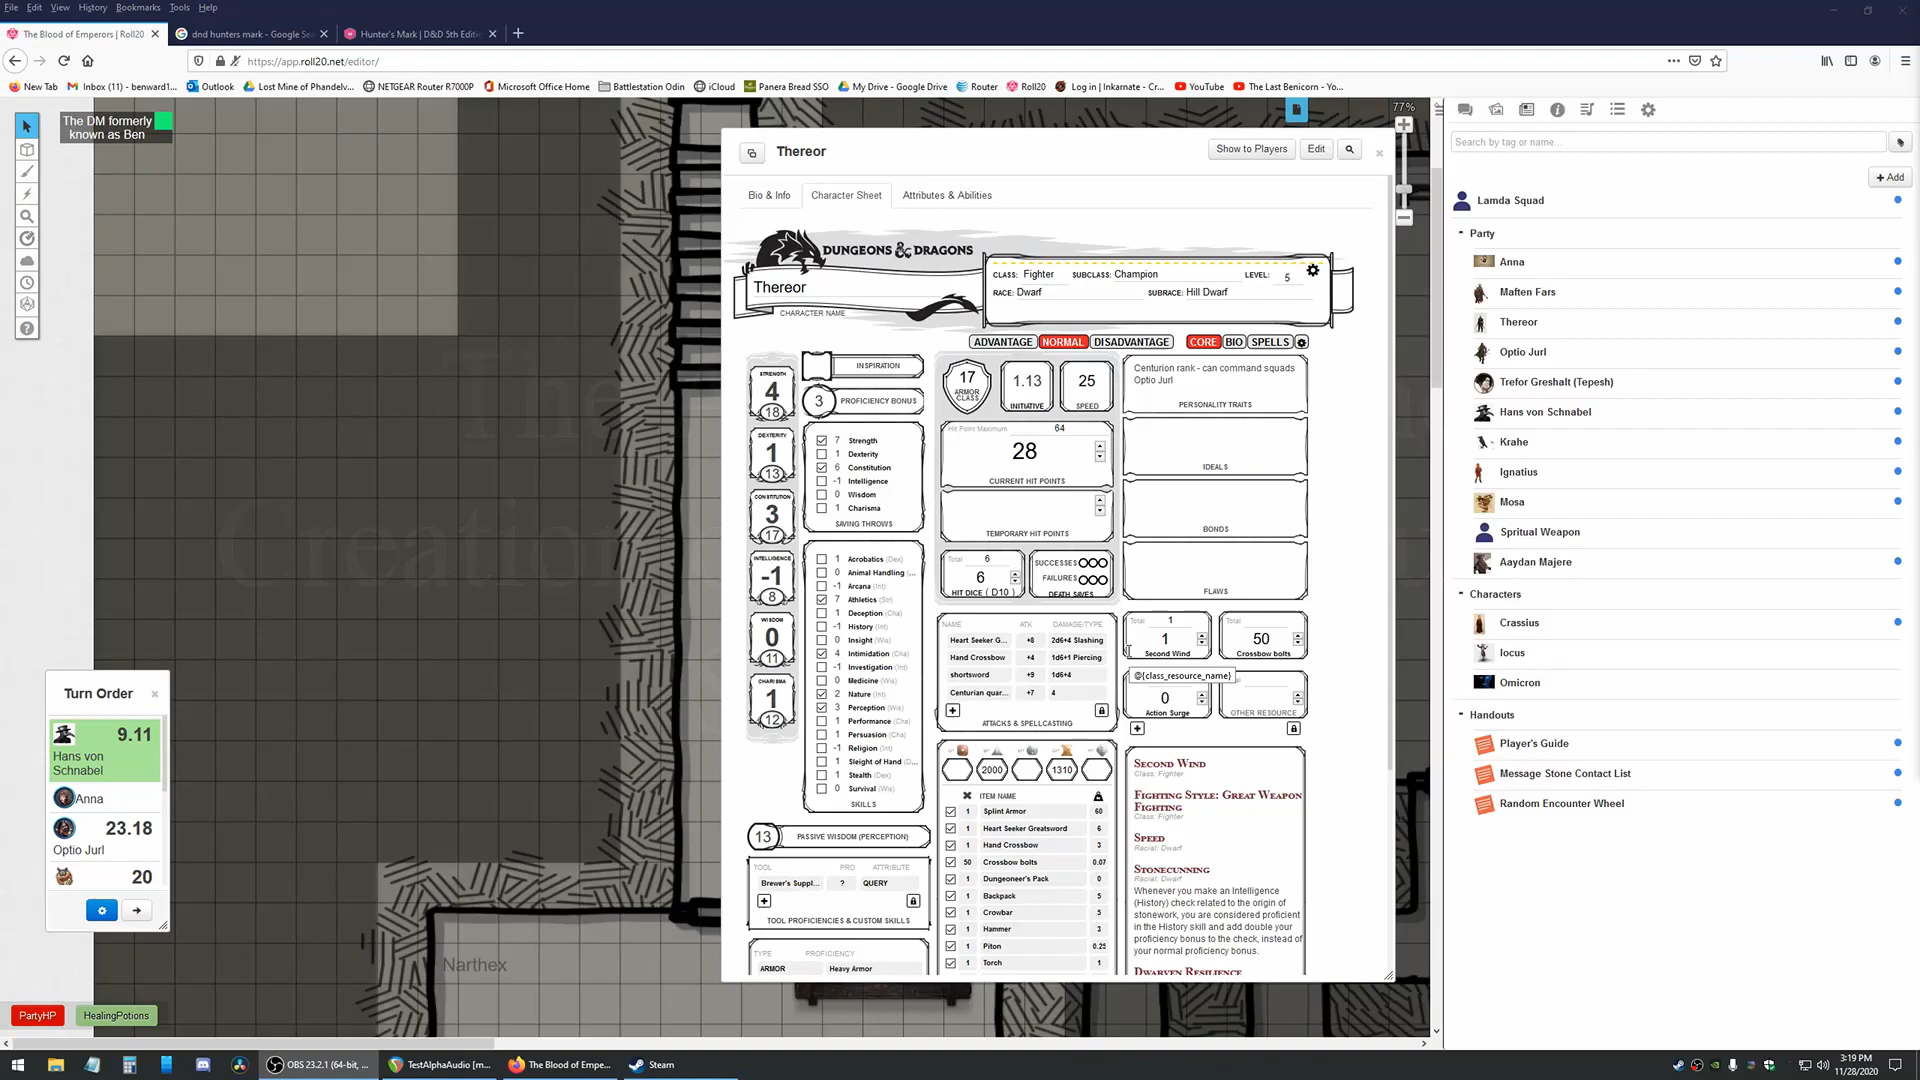 File Edit View History Bookmarks Tools Help
The Blood of Emperors | Roll20
dnd hunters mark - Google Sea
Hunter's Mark | D&D 5th Editio
https://app.roll20.net/editor/
New Tab
Inbox (11) - benward1...
Outlook
Lost Mine of Phandelv...
NETGEAR Router R7000P
Microsoft Office Home
Battlestation Odin
iCloud
Panera Bread SSO
My Drive - Google Drive
Router
Roll20
Log in | Inkarnate - Cr...
YouTube
The Last Benicorn - Yo...
The DM formerly
known as Ben
77%
Thereor
Show to Players
Edit
Bio & Info
Character Sheet
Attributes & Abilities
DUNGEONS & DRAGONS
Thereor
CHARACTER NAME
CLASS: Fighter SUBCLASS: Champion LEVEL: 5
RACE: Dwarf SUBRACE: Hill Dwarf
ADVANTAGE NORMAL DISADVANTAGE
CORE BIO SPELLS
STRENGTH
4
18
DEXTERITY
1
13
CONSTITUTION
3
17
INTELLIGENCE
-1
8
WISDOM
0
11
CHARISMA
1
12
INSPIRATION
3 PROFICIENCY BONUS
7 Strength
1 Dexterity
6 Constitution
-1 Intelligence
0 Wisdom
1 Charisma
SAVING THROWS
1 Acrobatics (Dex)
0 Animal Handling (...
-1 Arcana (Int)
7 Athletics (Str)
1 Deception (Cha)
-1 History (Int)
0 Insight (Wis)
4 Intimidation (Cha)
-1 Investigation (Int)
0 Medicine (Wis)
2 Nature (Int)
3 Perception (Wis)
1 Performance (Cha)
1 Persuasion (Cha)
-1 Religion (Int)
1 Sleight of Hand (D...
1 Stealth (Dex)
0 Survival (Wis)
SKILLS
13 PASSIVE WISDOM (PERCEPTION)
TOOL PRO ATTRIBUTE
Brewer's Suppl... ? QUERY
TOOL PROFICIENCIES & CUSTOM SKILLS
TYPE PROFICIENCY
ARMOR Heavy Armor
17
ARMOR
CLASS
1.13
INITIATIVE
25
SPEED
Hit Point Maximum 64
28
CURRENT HIT POINTS
TEMPORARY HIT POINTS
Total 6
6
HIT DICE ( D10 )
SUCCESSES
FAILURES
DEATH SAVES
NAME ATK DAMAGE/TYPE
Heart Seeker G... +8 2d6+4 Slashing
Hand Crossbow +4 1d6+1 Piercing
shortsword +9 1d6+4
Centurian quar... +7 4
ATTACKS & SPELLCASTING
2000
1310
ITEM NAME
1 Splint Armor 60
1 Heart Seeker Greatsword 6
1 Hand Crossbow 3
50 Crossbow bolts 0.07
1 Dungeoneer's Pack 0
1 Backpack 5
1 Crowbar 5
1 Hammer 3
1 Piton 0.25
1 Torch 1
Centurion rank - can command squads
Optio Jurl
PERSONALITY TRAITS
IDEALS
BONDS
FLAWS
Total 1
1
Second Wind
Total
50
Crossbow bolts
@{class_resource_name}
0
Action Surge
OTHER RESOURCE
SECOND WIND
Class: Fighter
FIGHTING STYLE: GREAT WEAPON
FIGHTING
Class: Fighter
SPEED
Racial: Dwarf
STONECUNNING
Racial: Dwarf
Whenever you make an Intelligence
(History) check related to the origin of
stonework, you are considered proficient
in the History skill and add double your
proficiency bonus to the check, instead of
your normal proficiency bonus.
DWARVEN RESILIENCE
Search by tag or name...
+ Add
Lamda Squad
Party
Anna
Maften Fars
Thereor
Optio Jurl
Trefor Greshalt (Tepesh)
Hans von Schnabel
Krahe
Ignatius
Mosa
Spritual Weapon
Aaydan Majere
Characters
Crassius
Iocus
Omicron
Handouts
Player's Guide
Message Stone Contact List
Random Encounter Wheel
Turn Order
9.11
Hans von
Schnabel
Anna
23.18
Optio Jurl
20
Narthex
PartyHP
HealingPotions
OBS 23.2.1 (64-bit, ...
TestAlphaAudio [m...
The Blood of Empe...
Steam
3:19 PM
11/28/2020